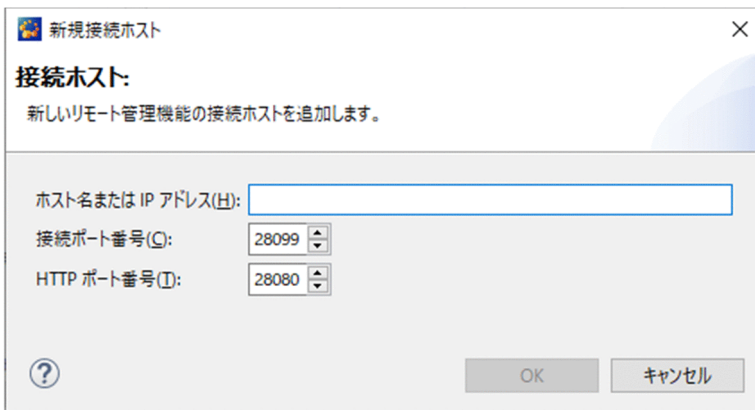 新規接続ホスト
接続ホスト:
新しいリモート管理機能の接続ホストを追加します。
ホスト名または IP アドレス(H):
接続ポート番号(C): 28099
HTTP ポート番号(T): 28080
? OK キャンセル